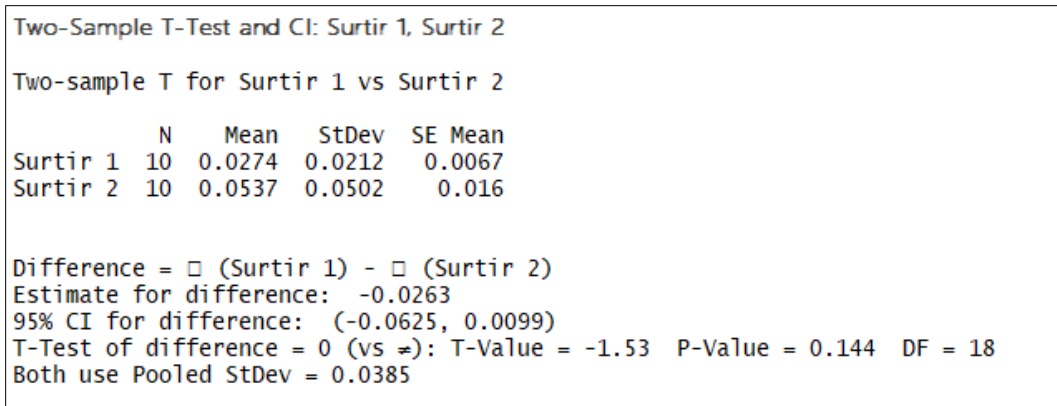 Two-Sample T-Test and CI: Surtir 1, Surtir 2
Two-sample T for Surtir 1 vs Surtir 2
N Mean StDev SE Mean
Surtir 1 10 0.0274 0.0212 0.0067
Surtir 2 10 0.0537 0.0502 0.016
Difference = □ (Surtir 1) - □ (Surtir 2)
Estimate for difference: -0.0263
95% CI for difference: (-0.0625, 0.0099)
T-Test of difference = 0 (vs ≠): T-Value = -1.53 P-Value = 0.144 DF = 18
Both use Pooled StDev = 0.0385